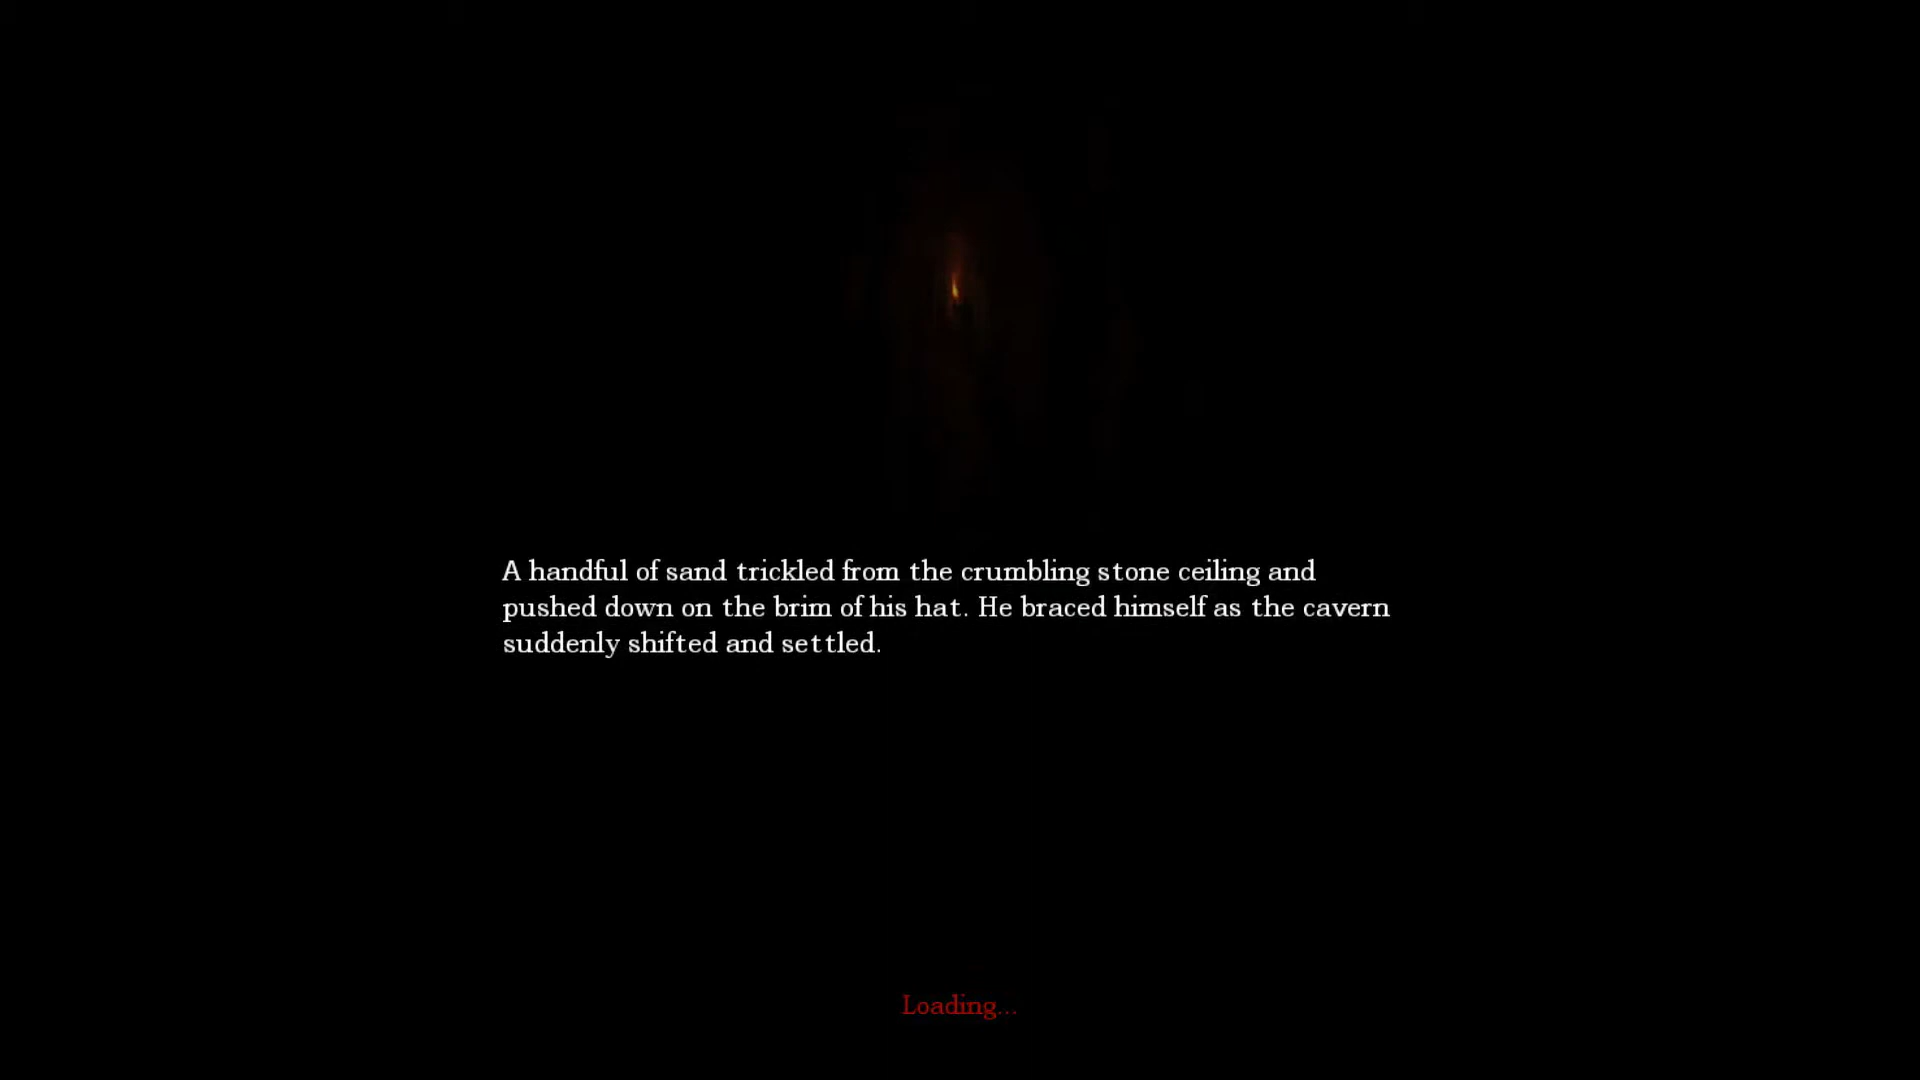 A handful of sand trickled from the crumbling stone ceiling and
pushed down on the brim of his hat. He braced himself as the cavern
suddenly shifted and settled.
Loading...